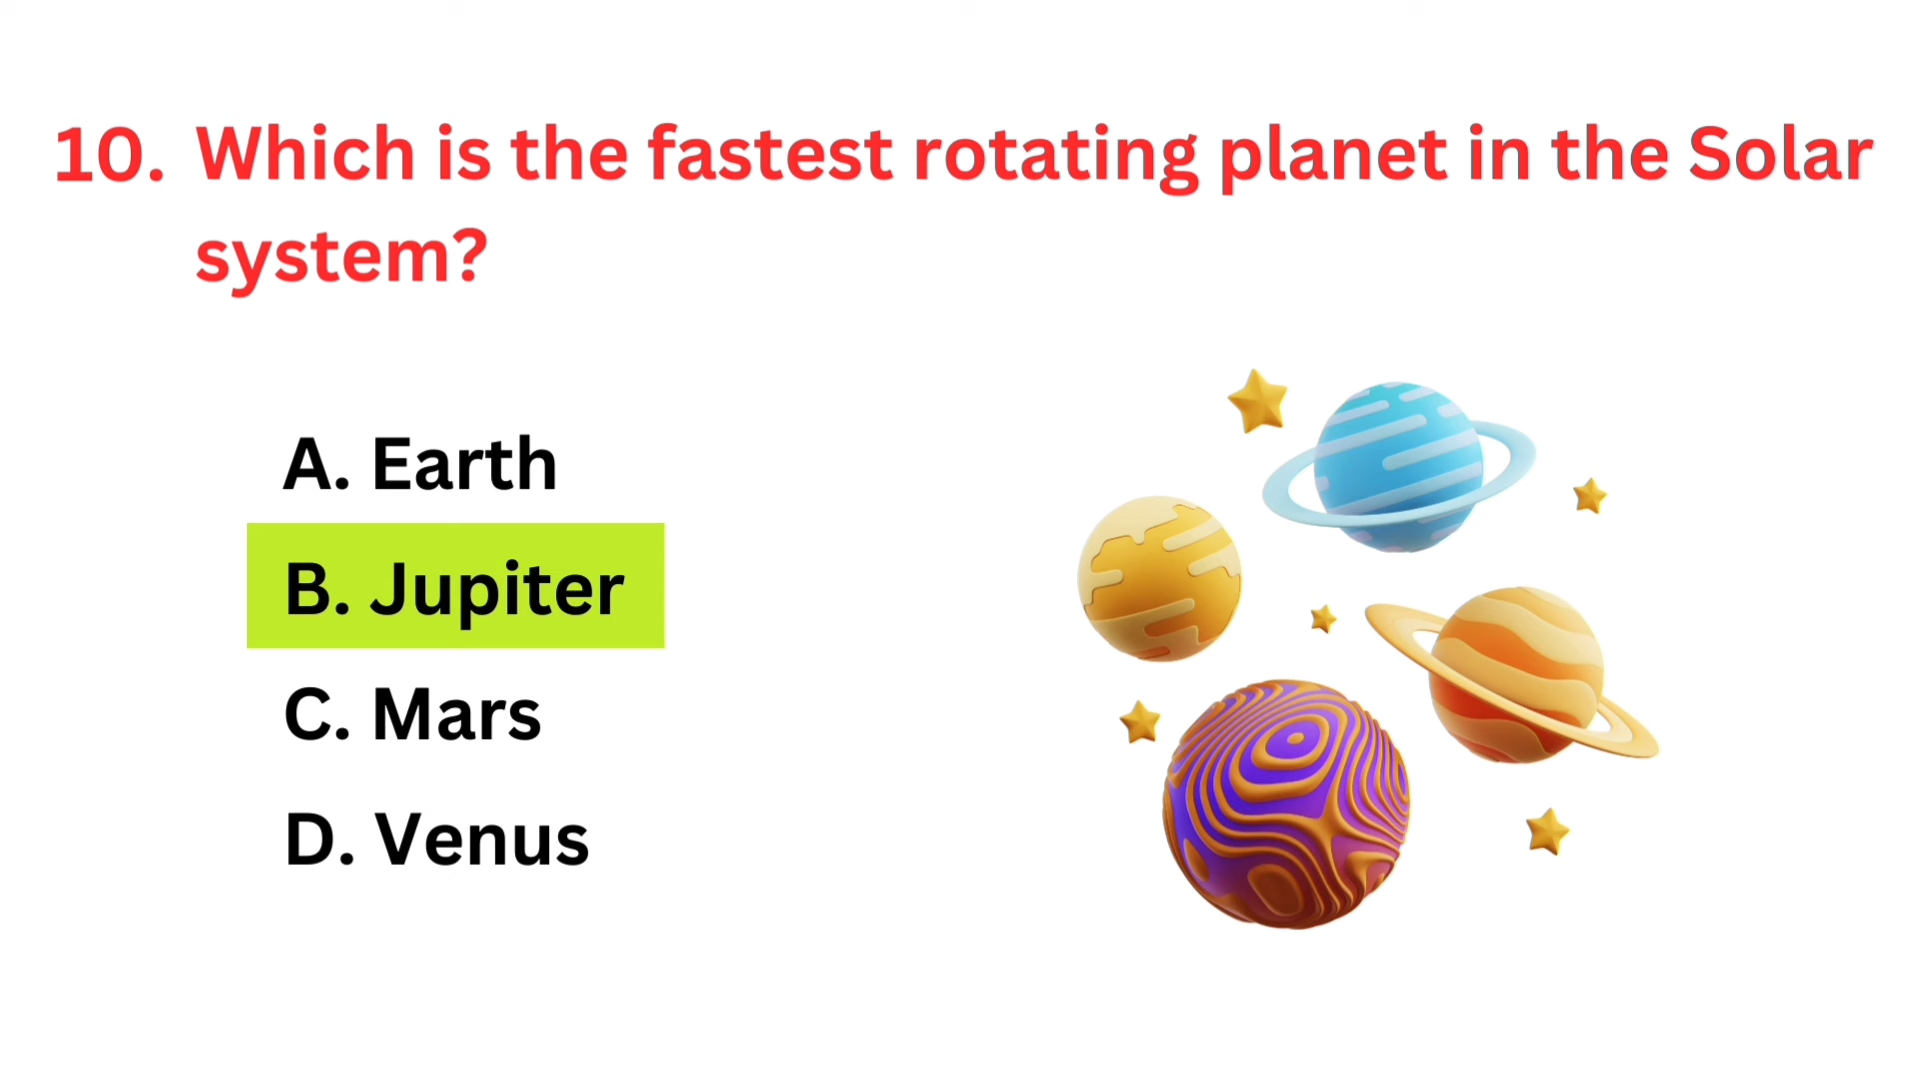 10. Which is the fastest rotating planet in the Solar
system?
A. Earth
B. Jupiter
C. Mars
D. Venus